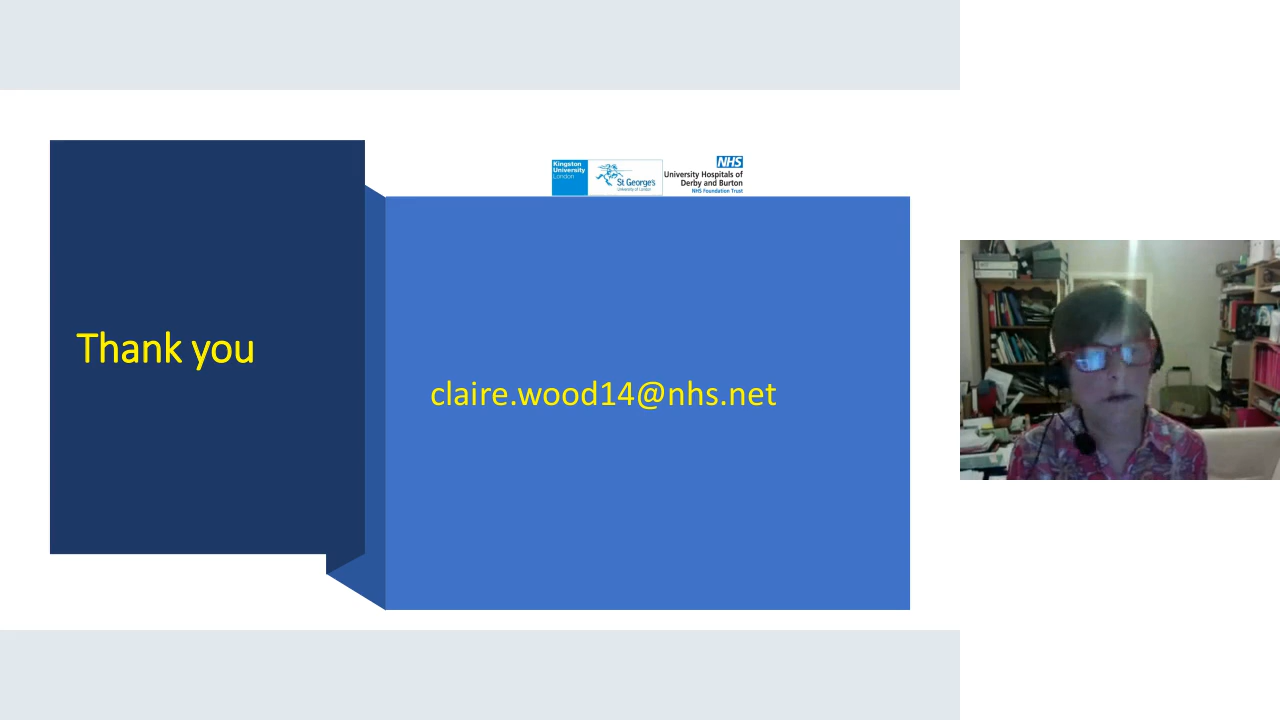 Kingston
University
London
St George's
University of London
NHS
University Hospitals of
Derby and Burton
NHS Foundation Trust
Thank you
claire.wood14@nhs.net